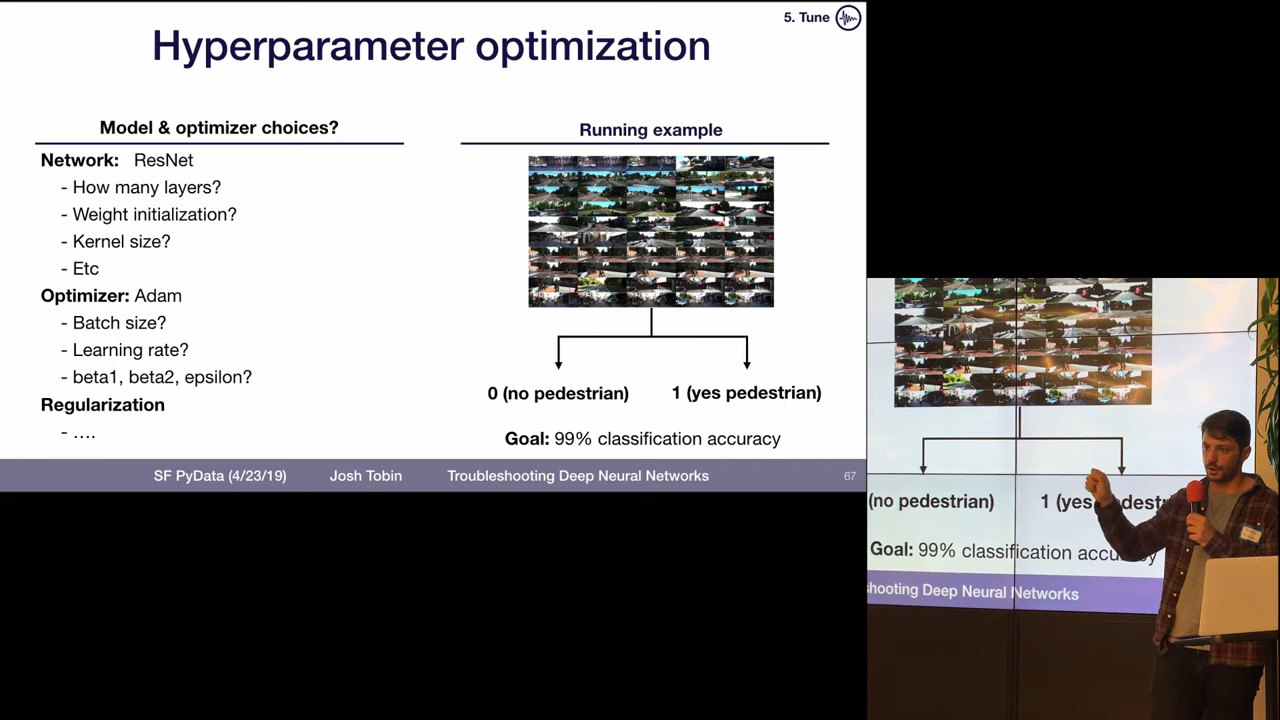 5. Tune
Hyperparameter optimization
Model & optimizer choices?
Network: ResNet
- How many layers?
- Weight initialization?
- Kernel size?
- Etc
Optimizer: Adam
- Batch size?
- Learning rate?
- beta1, beta2, epsilon?
Regularization
- ....
Running example
0 (no pedestrian) 1 (yes pedestrian)
Goal: 99% classification accuracy
SF PyData (4/23/19) Josh Tobin Troubleshooting Deep Neural Networks 67
(no pedestrian) 1 (yes
Goal: 99% classification
Deep Neural Networks